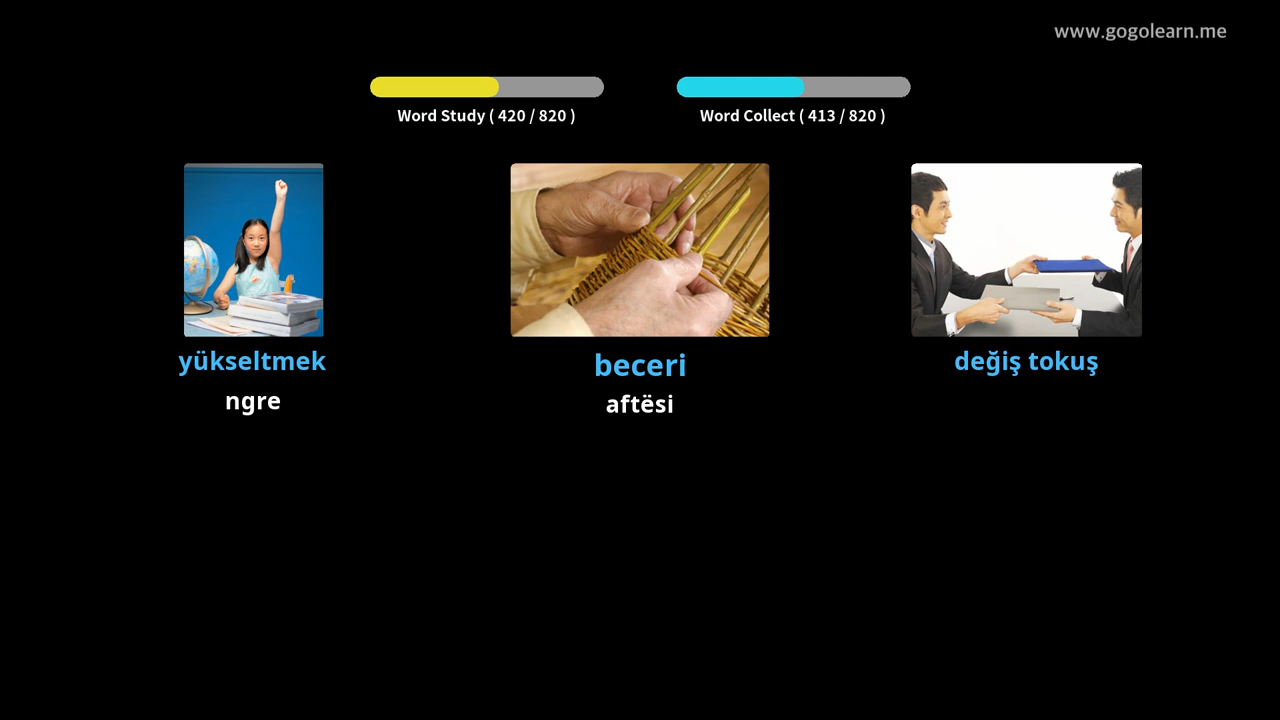 www.gogolearn.me
Word Study ( 420 / 820 )
Word Collect ( 413 / 820 )
yükseltmek
ngre
beceri
aftësi
değiş tokuş